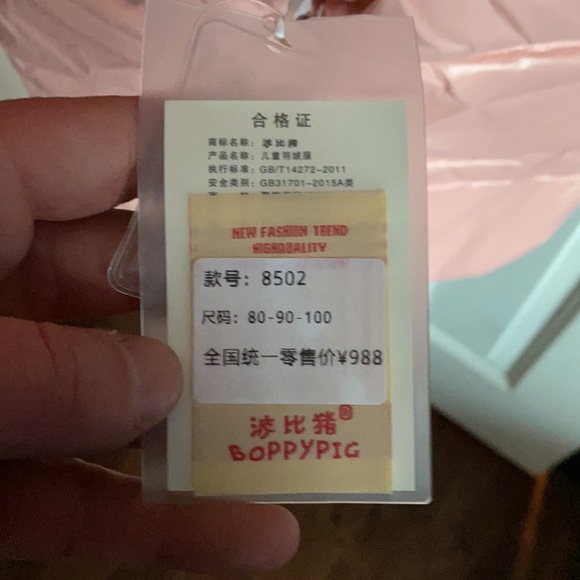 合格证
商标名称：波比猪
产品名称：儿童羽绒服
执行标准：GB/T14272-2011
安全类别：GB31701-2015A类
NEW FASHION TREND
HIGHQUALITY
款号：8502
尺码：80-90-100
全国统一零售价¥988
波比猪®
BOPPYPIG